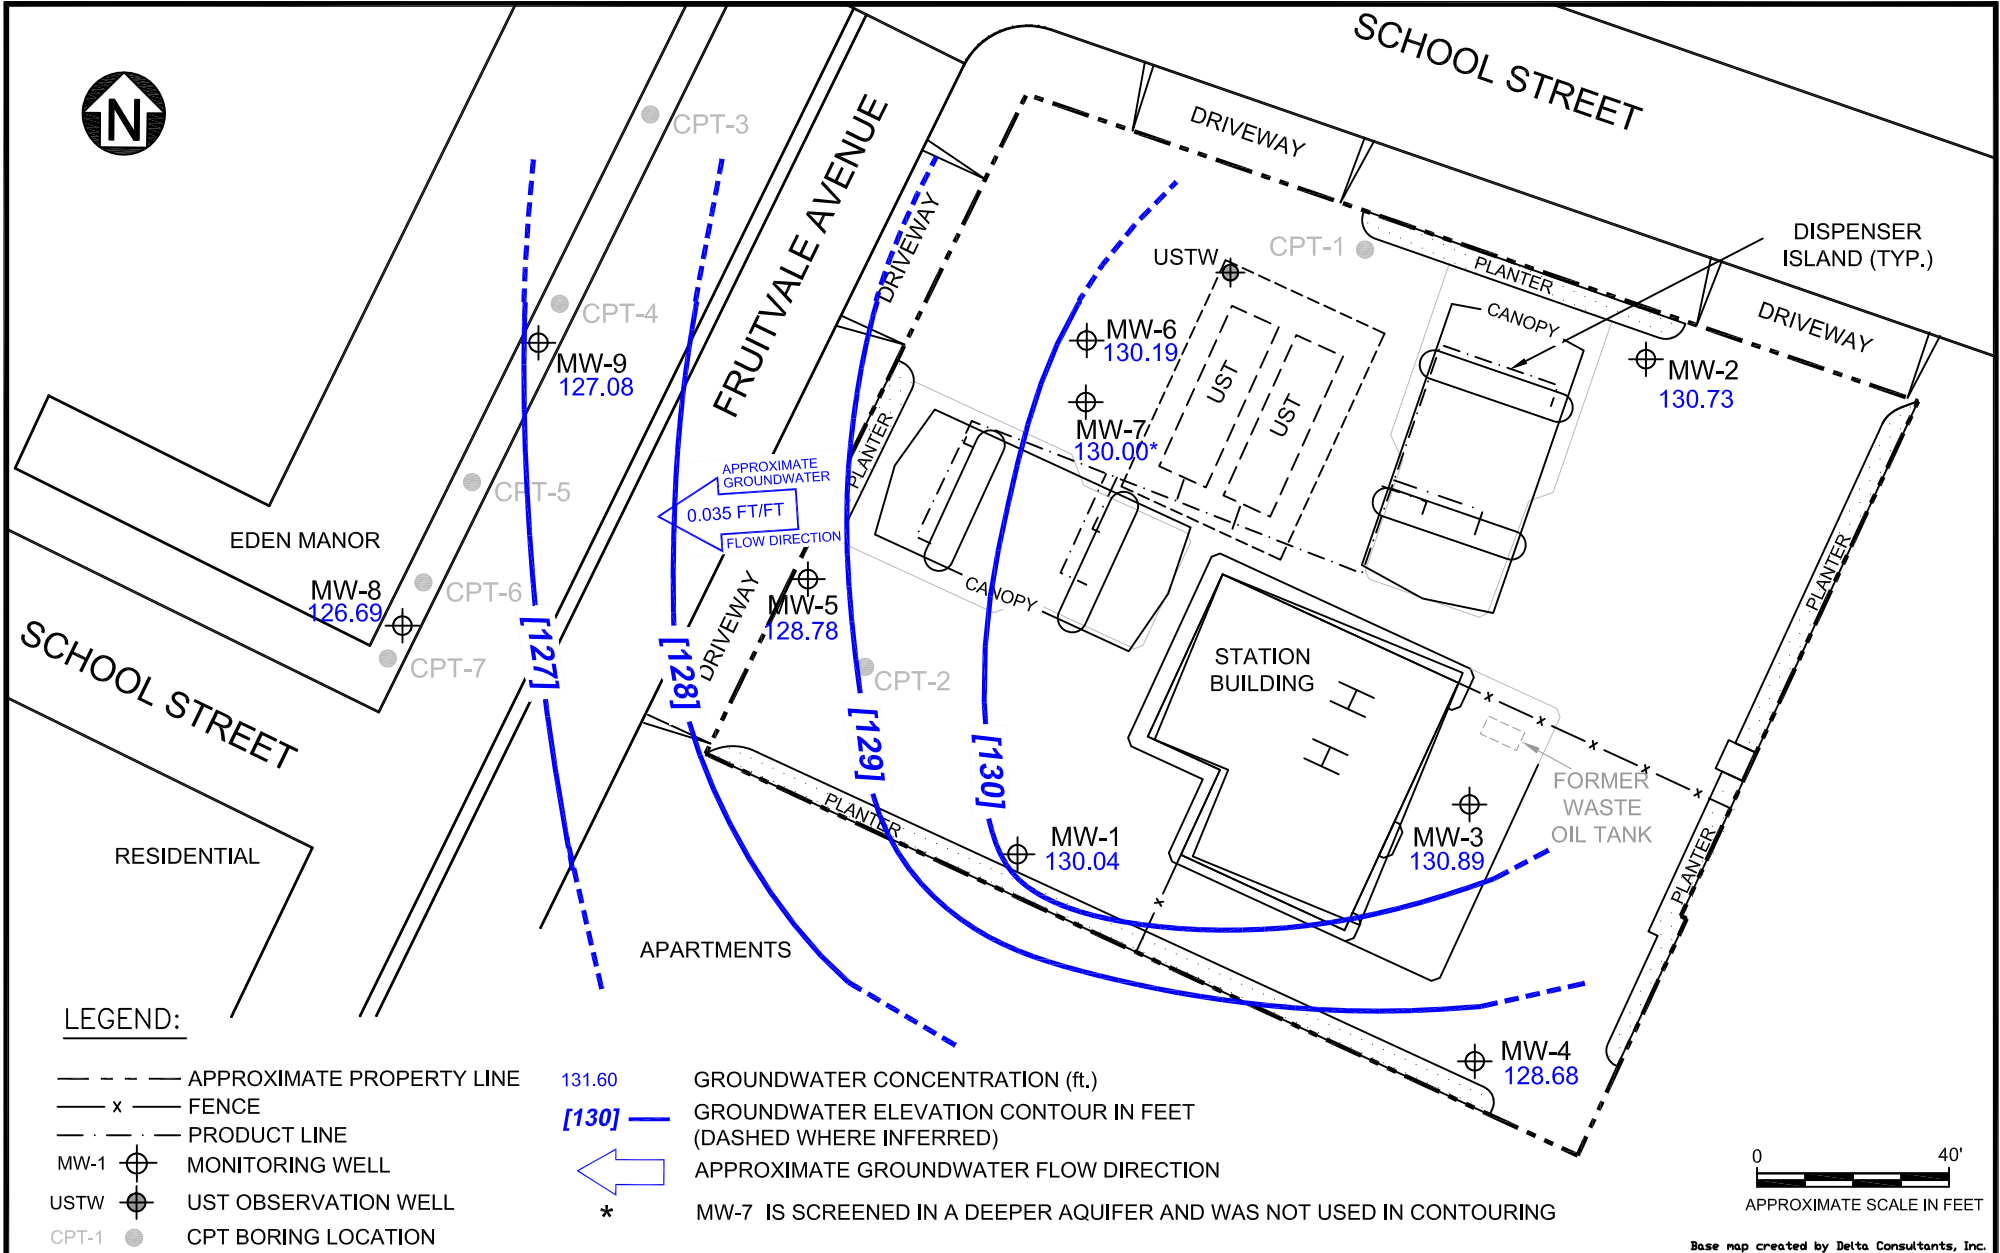 SCHOOL STREET
N
CPT-3
DRIVEWAY
FRUITVALE AVENUE
DRIVEWAY
DISPENSER
ISLAND (TYP.)
CPT-1
USTW
PLANTER
CANOPY
DRIVEWAY
CPT-4
MW-6
130.19
MW-9
127.08
MW-2
130.73
UST
UST
MW-7
130.00*
PLANTER
APPROXIMATE
GROUNDWATER
0.035 FT/FT
FLOW DIRECTION
CPT-5
EDEN MANOR
MW-8
126.69
CPT-6
CPT-7
SCHOOL STREET
DRIVEWAY
MW-5
128.78
CANOPY
PLANTER
CPT-2
STATION
BUILDING
[127]
[128]
[129]
[130]
FORMER
WASTE
OIL TANK
x
x
x
x
x
x
PLANTER
MW-1
130.04
MW-3
130.89
PLANTER
RESIDENTIAL
APARTMENTS
MW-4
128.68
LEGEND:
APPROXIMATE PROPERTY LINE
x FENCE
PRODUCT LINE
MW-1 MONITORING WELL
USTW UST OBSERVATION WELL
CPT-1 CPT BORING LOCATION
131.60 GROUNDWATER CONCENTRATION (ft.)
[130] GROUNDWATER ELEVATION CONTOUR IN FEET
(DASHED WHERE INFERRED)
APPROXIMATE GROUNDWATER FLOW DIRECTION
* MW-7 IS SCREENED IN A DEEPER AQUIFER AND WAS NOT USED IN CONTOURING
0 40'
APPROXIMATE SCALE IN FEET
Base map created by Delta Consultants, Inc.